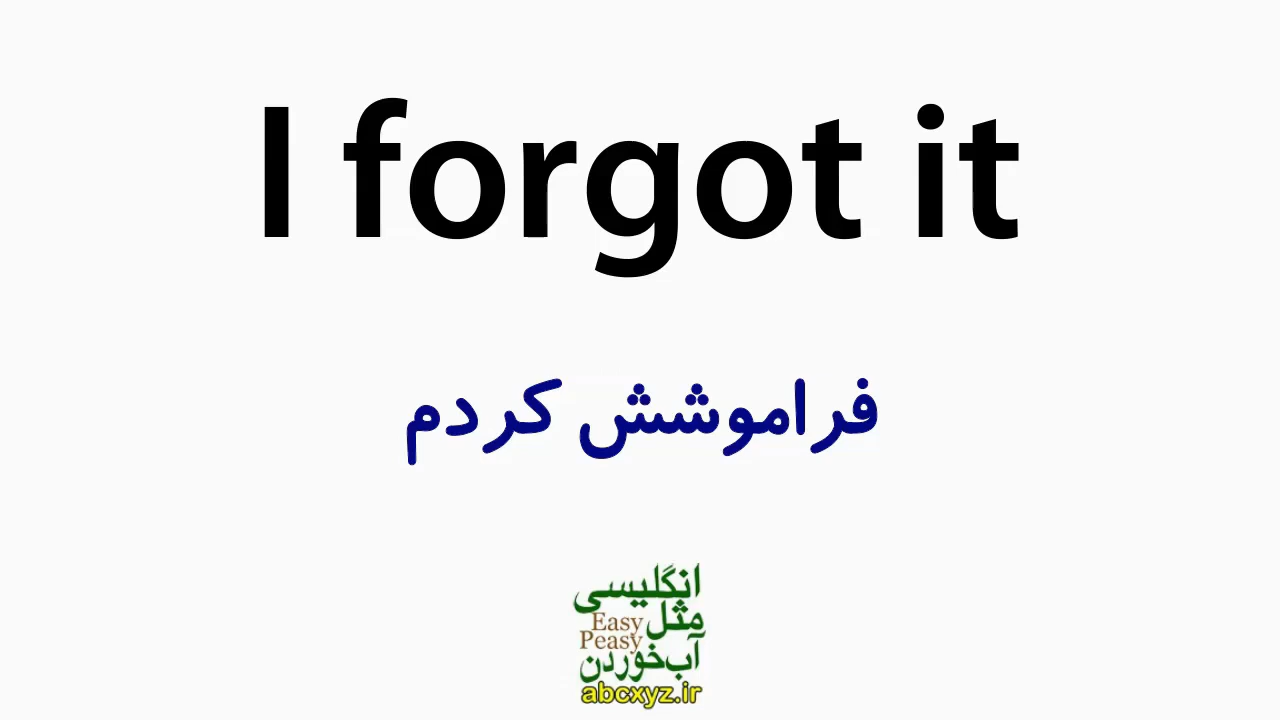 I forgot it
فراموشش کردم
انگلیسی
مثل Easy
Peasy
آب‌خوردن
abcxyz.ir